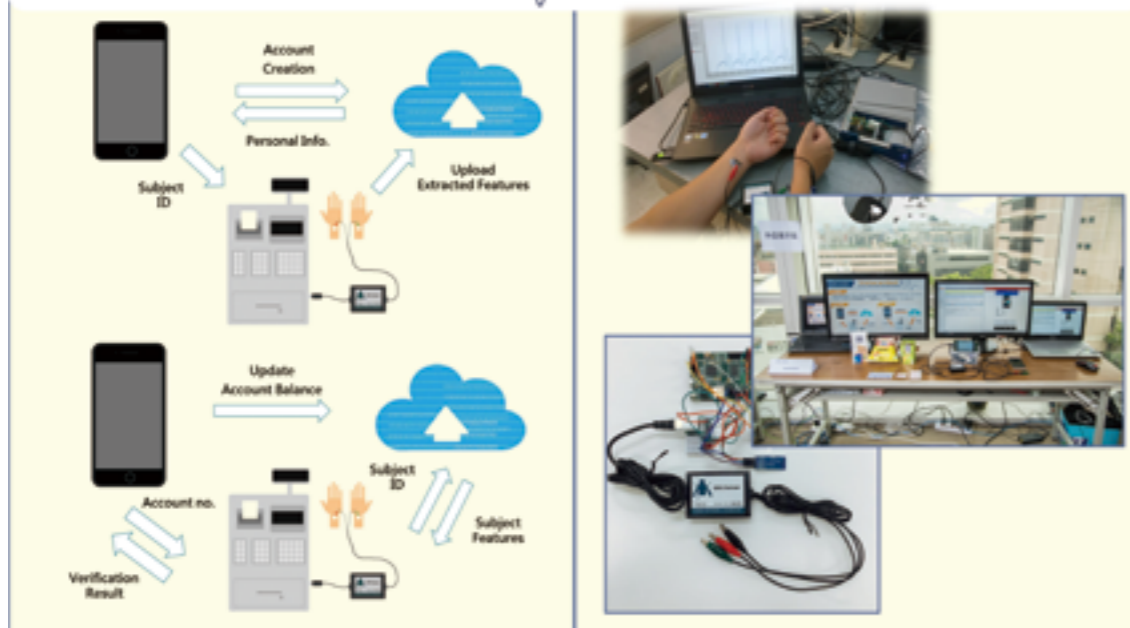 Account
Creation
Personal Info.
Subject
ID
Upload
Extracted Features
Update
Account Balance
Subject
ID
Account no.
Subject
Features
Verification
Result